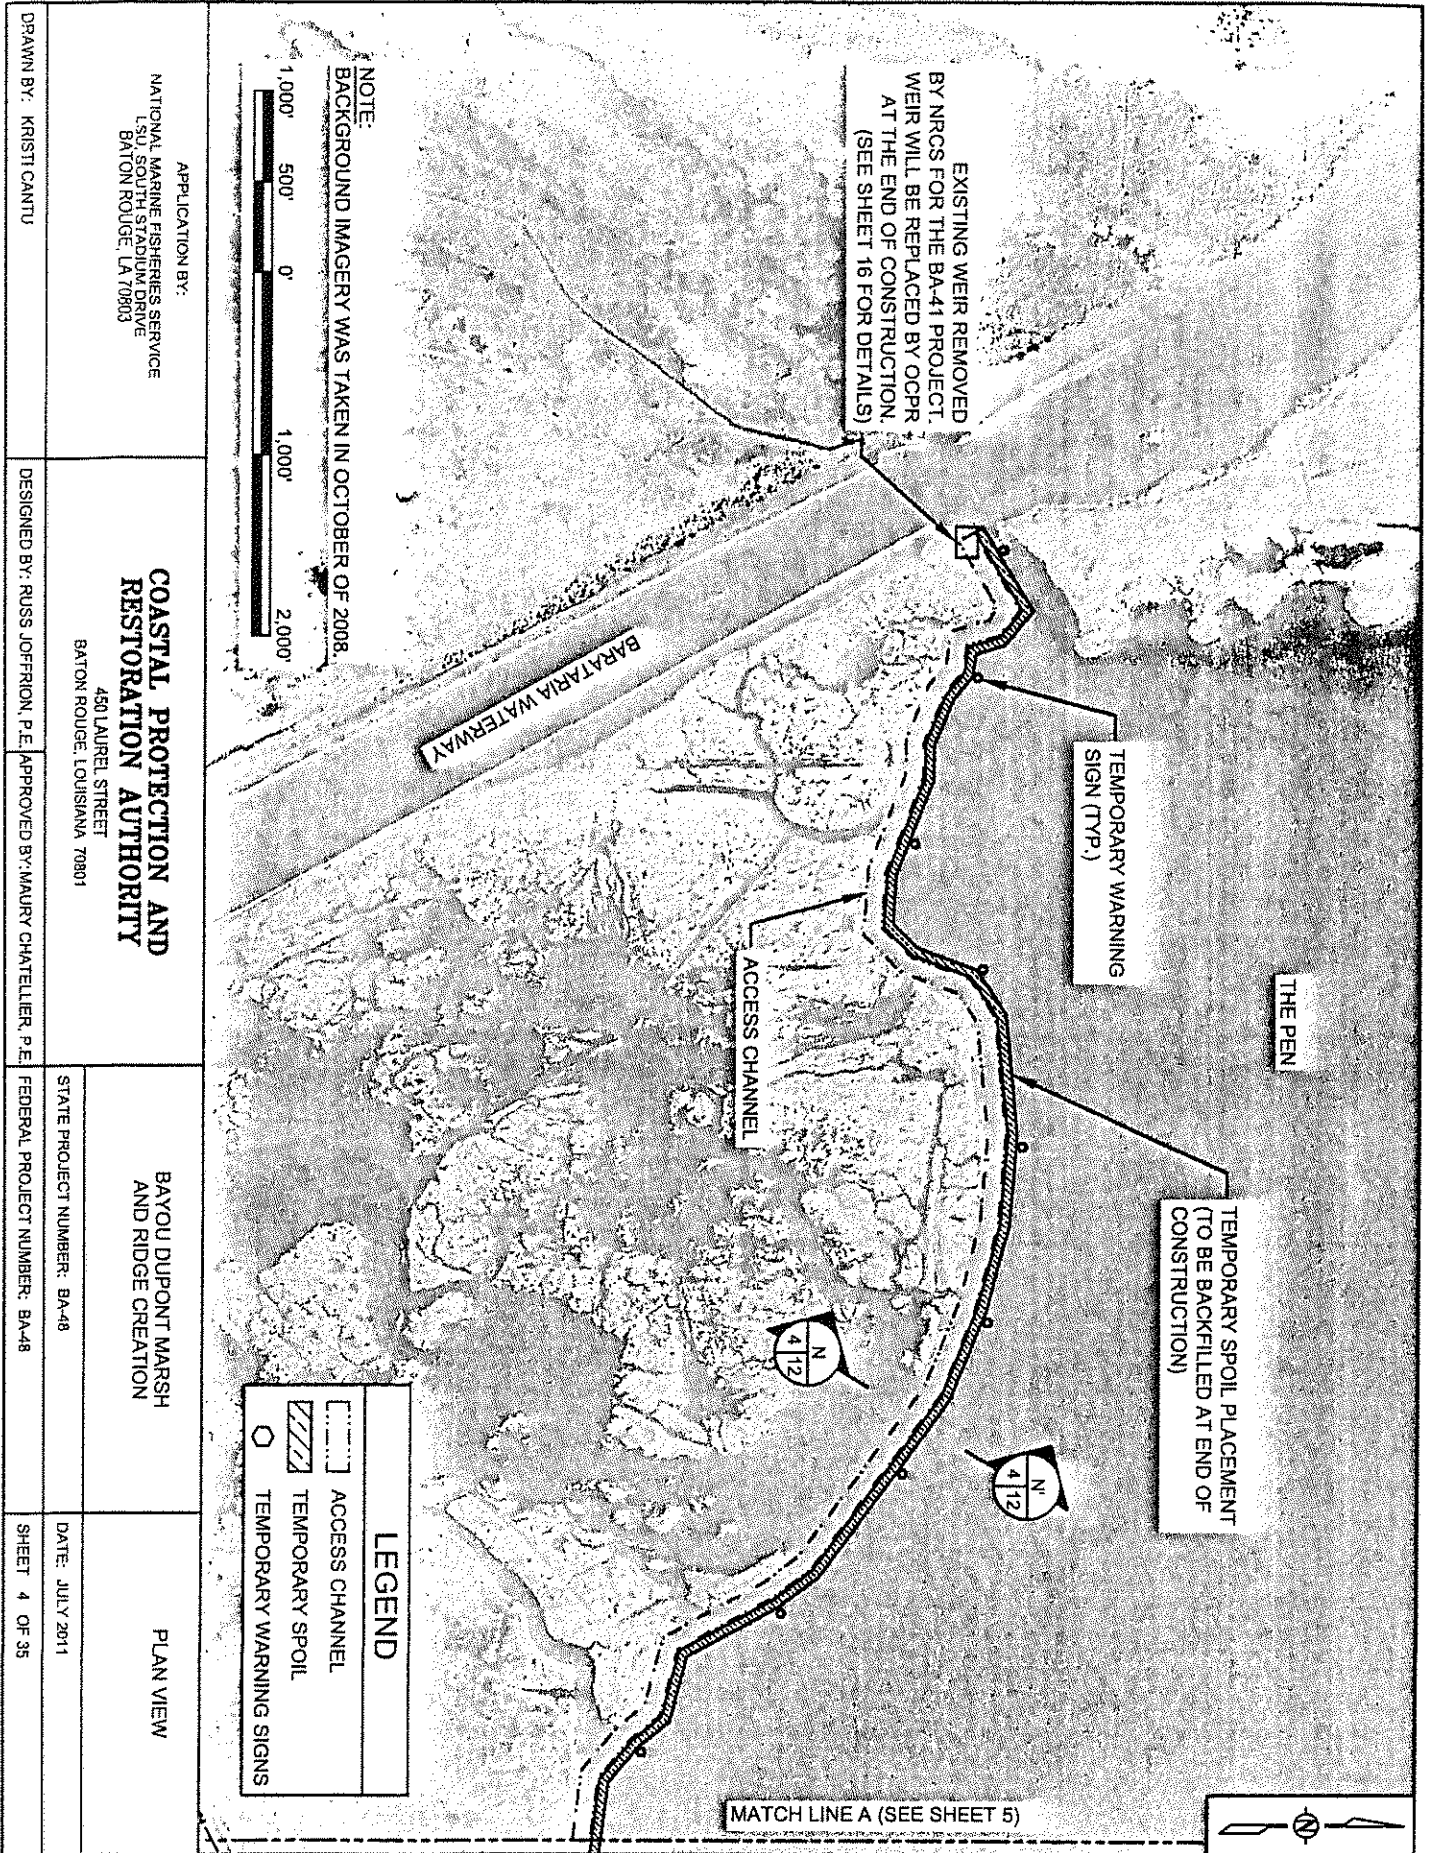 THE PEN
TEMPORARY WARNING
SIGN (TYP.)
TEMPORARY SPOIL PLACEMENT
(TO BE BACKFILLED AT END OF
CONSTRUCTION)
EXISTING WEIR REMOVED
BY NRCS FOR THE BA-41 PROJECT.
WEIR WILL BE REPLACED BY OCPR
AT THE END OF CONSTRUCTION.
(SEE SHEET 16 FOR DETAILS)
ACCESS CHANNEL
BARATARIA WATERWAY
N'
4 12
N
4 12
MATCH LINE A (SEE SHEET 5)
N
NOTE:
BACKGROUND IMAGERY WAS TAKEN IN OCTOBER OF 2008.
1,000' 500' 0' 1,000' 2,000'
LEGEND
ACCESS CHANNEL
TEMPORARY SPOIL
TEMPORARY WARNING SIGNS
APPLICATION BY:
NATIONAL MARINE FISHERIES SERVICE
LSU, SOUTH STADIUM DRIVE
BATON ROUGE, LA 70803
DRAWN BY: KRISTI CANTU
COASTAL PROTECTION AND
RESTORATION AUTHORITY
450 LAUREL STREET
BATON ROUGE, LOUISIANA 70801
DESIGNED BY: RUSS JOFFRION, P.E.
APPROVED BY: MAURY CHATELLIER, P.E.
BAYOU DUPONT MARSH
AND RIDGE CREATION
STATE PROJECT NUMBER: BA-48
FEDERAL PROJECT NUMBER: BA-48
PLAN VIEW
DATE: JULY 2011
SHEET 4 OF 35